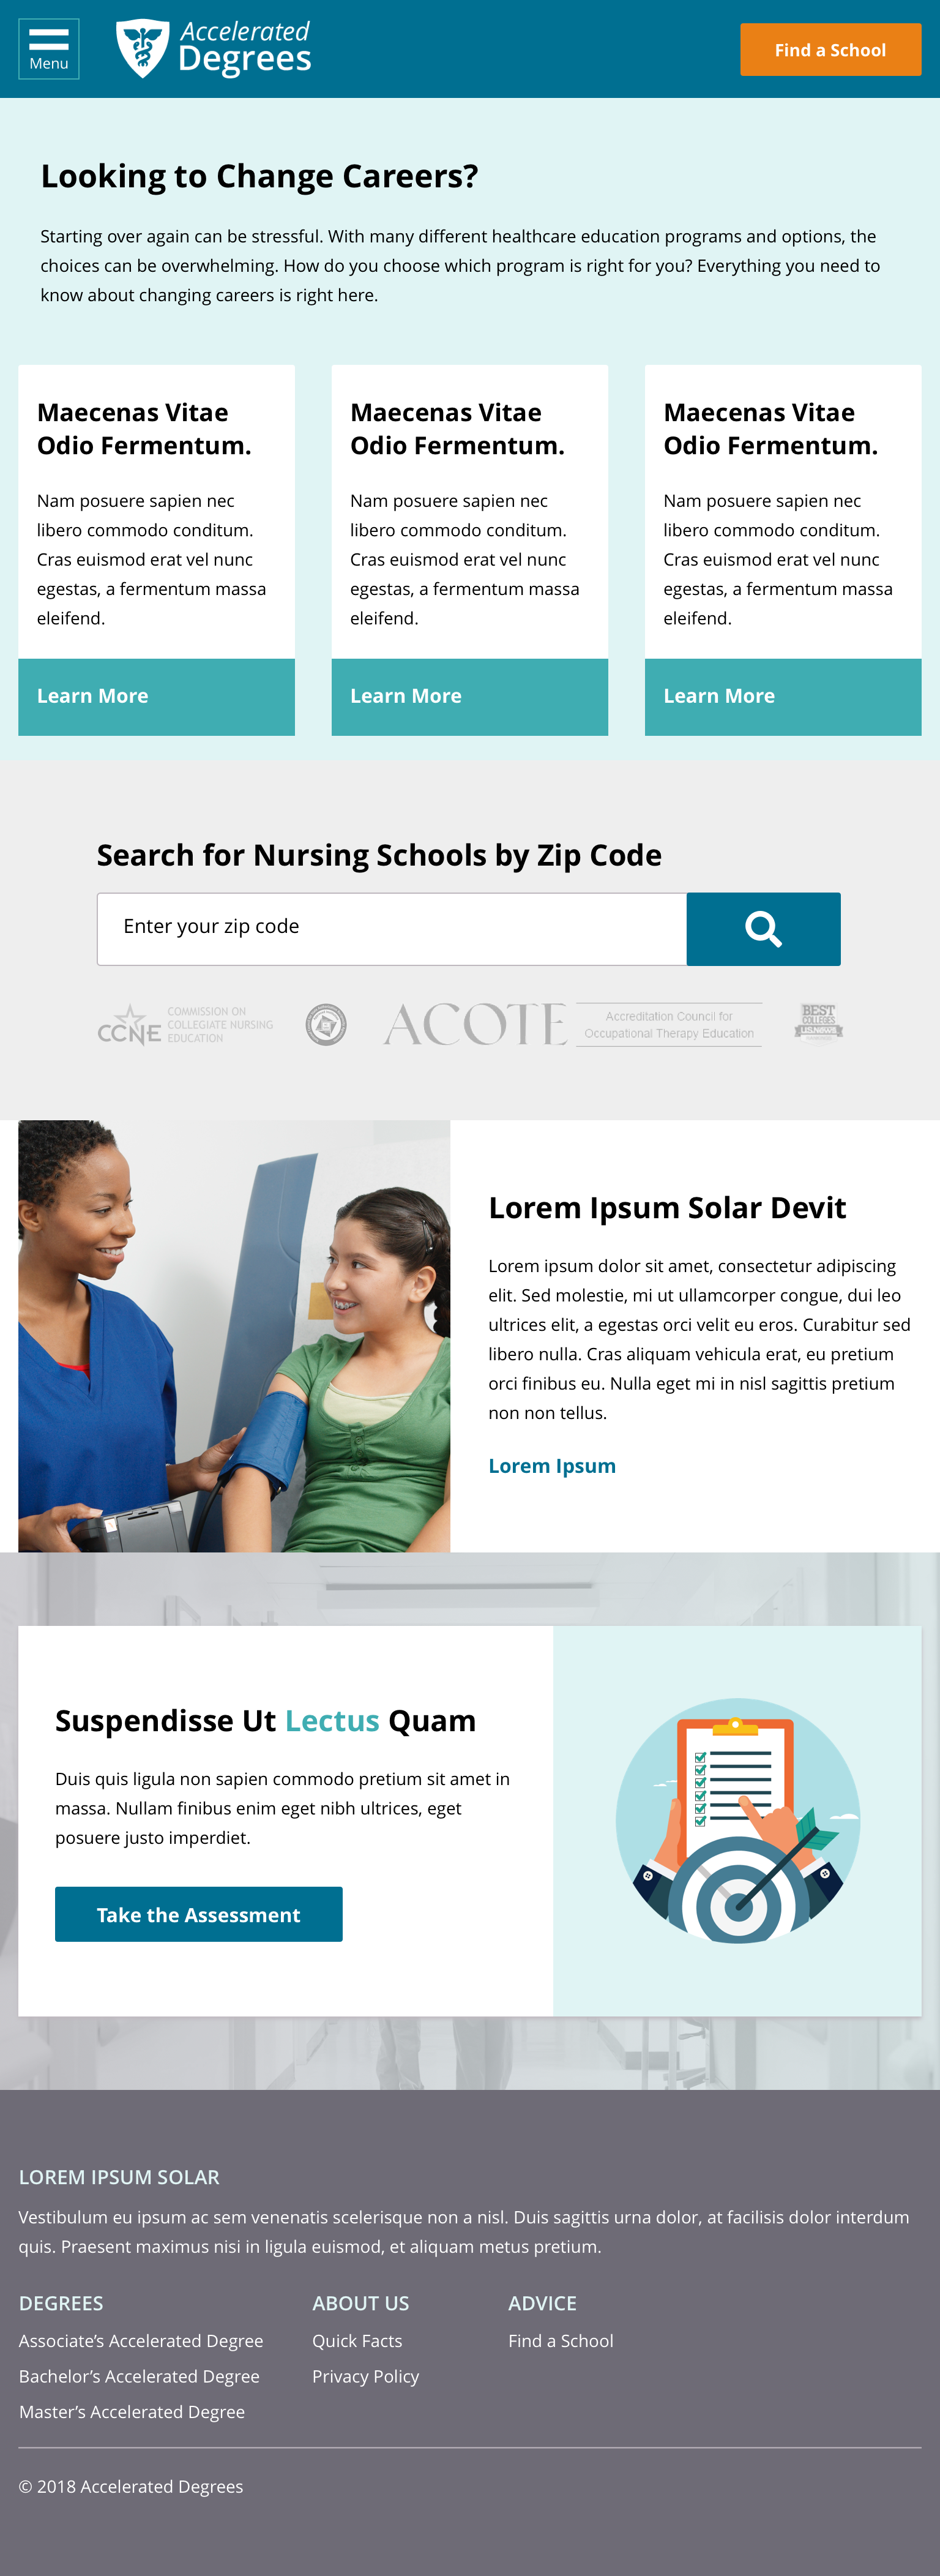 Menu
Accelerated
Degrees
Find a School
Looking to Change Careers?
Starting over again can be stressful. With many different healthcare education programs and options, the
choices can be overwhelming. How do you choose which program is right for you? Everything you need to
know about changing careers is right here.
Maecenas Vitae
Odio Fermentum.
Nam posuere sapien nec
libero commodo conditum.
Cras euismod erat vel nunc
egestas, a fermentum massa
eleifend.
Learn More
Maecenas Vitae
Odio Fermentum.
Nam posuere sapien nec
libero commodo conditum.
Cras euismod erat vel nunc
egestas, a fermentum massa
eleifend.
Learn More
Maecenas Vitae
Odio Fermentum.
Nam posuere sapien nec
libero commodo conditum.
Cras euismod erat vel nunc
egestas, a fermentum massa
eleifend.
Learn More
Search for Nursing Schools by Zip Code
Enter your zip code
CCNE
COMMISSION ON
COLLEGIATE NURSING
EDUCATION
ACOTE
Accreditation Council for
Occupational Therapy Education
BEST
COLLEGES
U.S.News
Lorem Ipsum Solar Devit
Lorem ipsum dolor sit amet, consectetur adipiscing
elit. Sed molestie, mi ut ullamcorper congue, dui leo
ultrices elit, a egestas orci velit eu eros. Curabitur sed
libero nulla. Cras aliquam vehicula erat, eu pretium
orci finibus eu. Nulla eget mi in nisl sagittis pretium
non non tellus.
Lorem Ipsum
Suspendisse Ut Lectus Quam
Duis quis ligula non sapien commodo pretium sit amet in
massa. Nullam finibus enim eget nibh ultrices, eget
posuere justo imperdiet.
Take the Assessment
LOREM IPSUM SOLAR
Vestibulum eu ipsum ac sem venenatis scelerisque non a nisl. Duis sagittis urna dolor, at facilisis dolor interdum
quis. Praesent maximus nisi in ligula euismod, et aliquam metus pretium.
DEGREES
Associate’s Accelerated Degree
Bachelor’s Accelerated Degree
Master’s Accelerated Degree
ABOUT US
Quick Facts
Privacy Policy
ADVICE
Find a School
© 2018 Accelerated Degrees